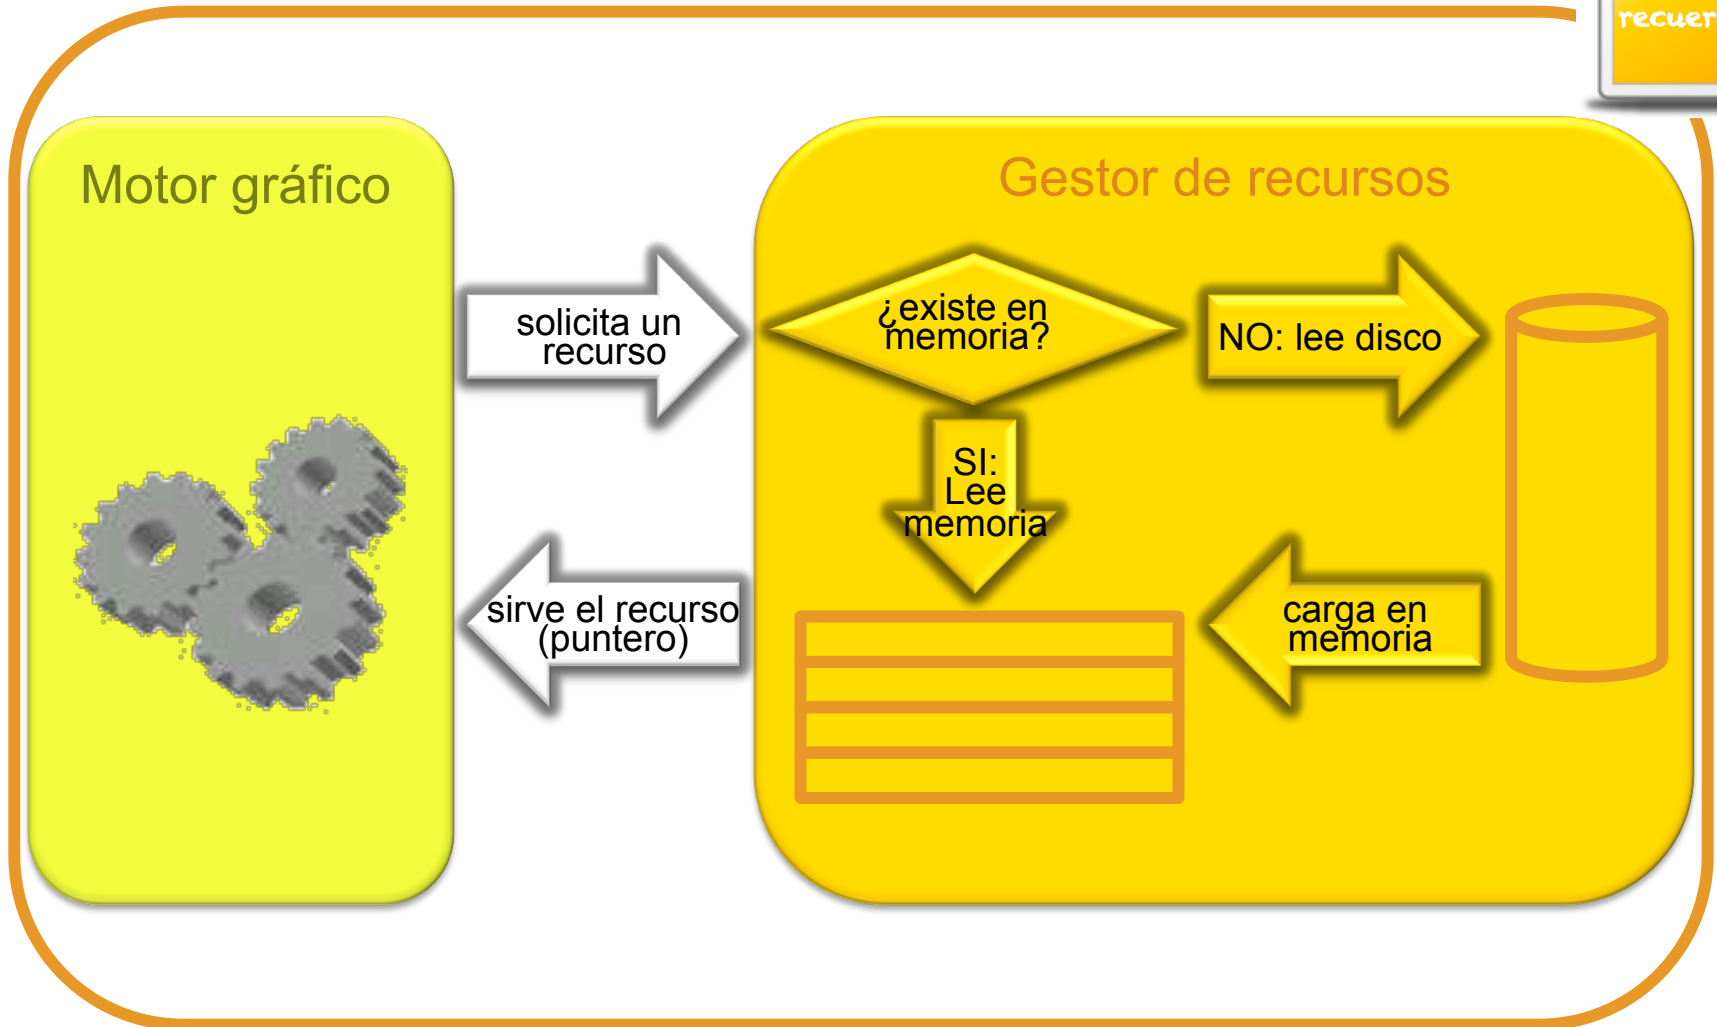 recuer
Motor gráfico
Gestor de recursos
solicita un
recurso
¿existe en
memoria?
NO: lee disco
SI:
Lee
memoria
sirve el recurso
(puntero)
carga en
memoria